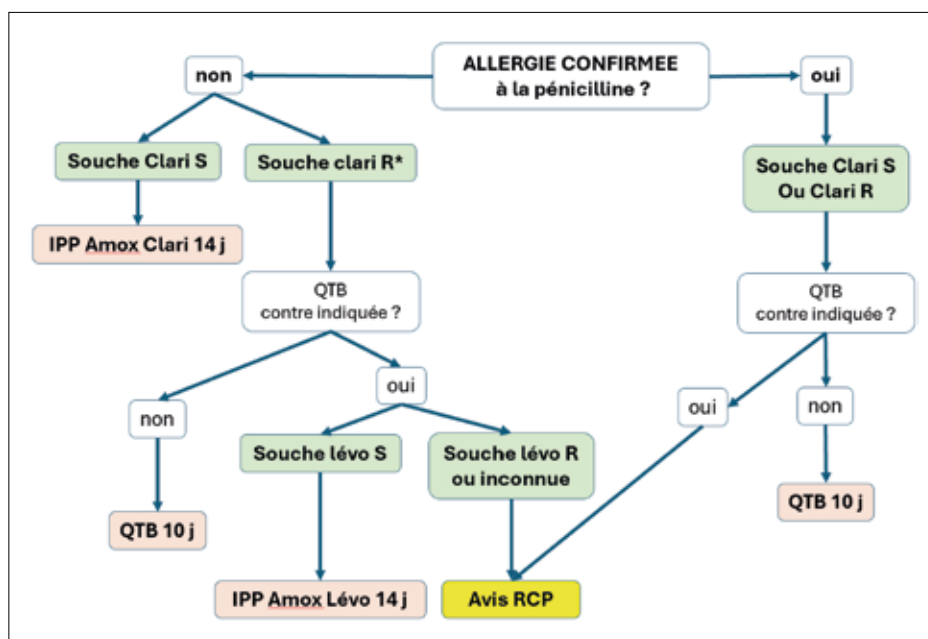 ALLERGIE CONFIRMEE
à la pénicilline ?
non
oui
Souche Clari S
Souche clari R*
Souche Clari S
Ou Clari R
IPP Amox Clari 14 j
QTB
contre indiquée ?
QTB
contre indiquée ?
non
oui
oui
non
Souche lévo S
Souche lévo R
ou inconnue
QTB 10 j
QTB 10 j
IPP Amox Lévo 14 j
Avis RCP